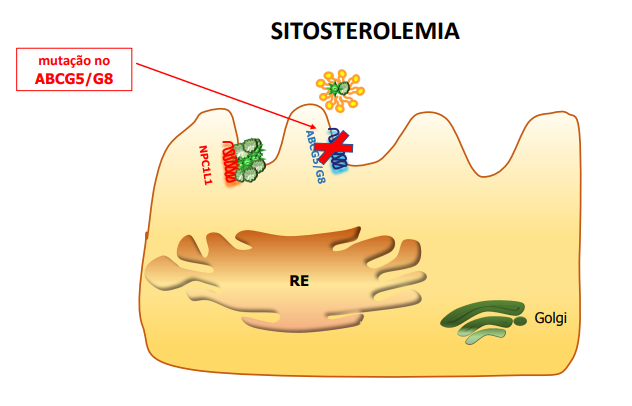 SITOSTEROLEMIA
mutação no
ABCG5/G8
NPC1L1
ABCG5/G8
RE
Golgi